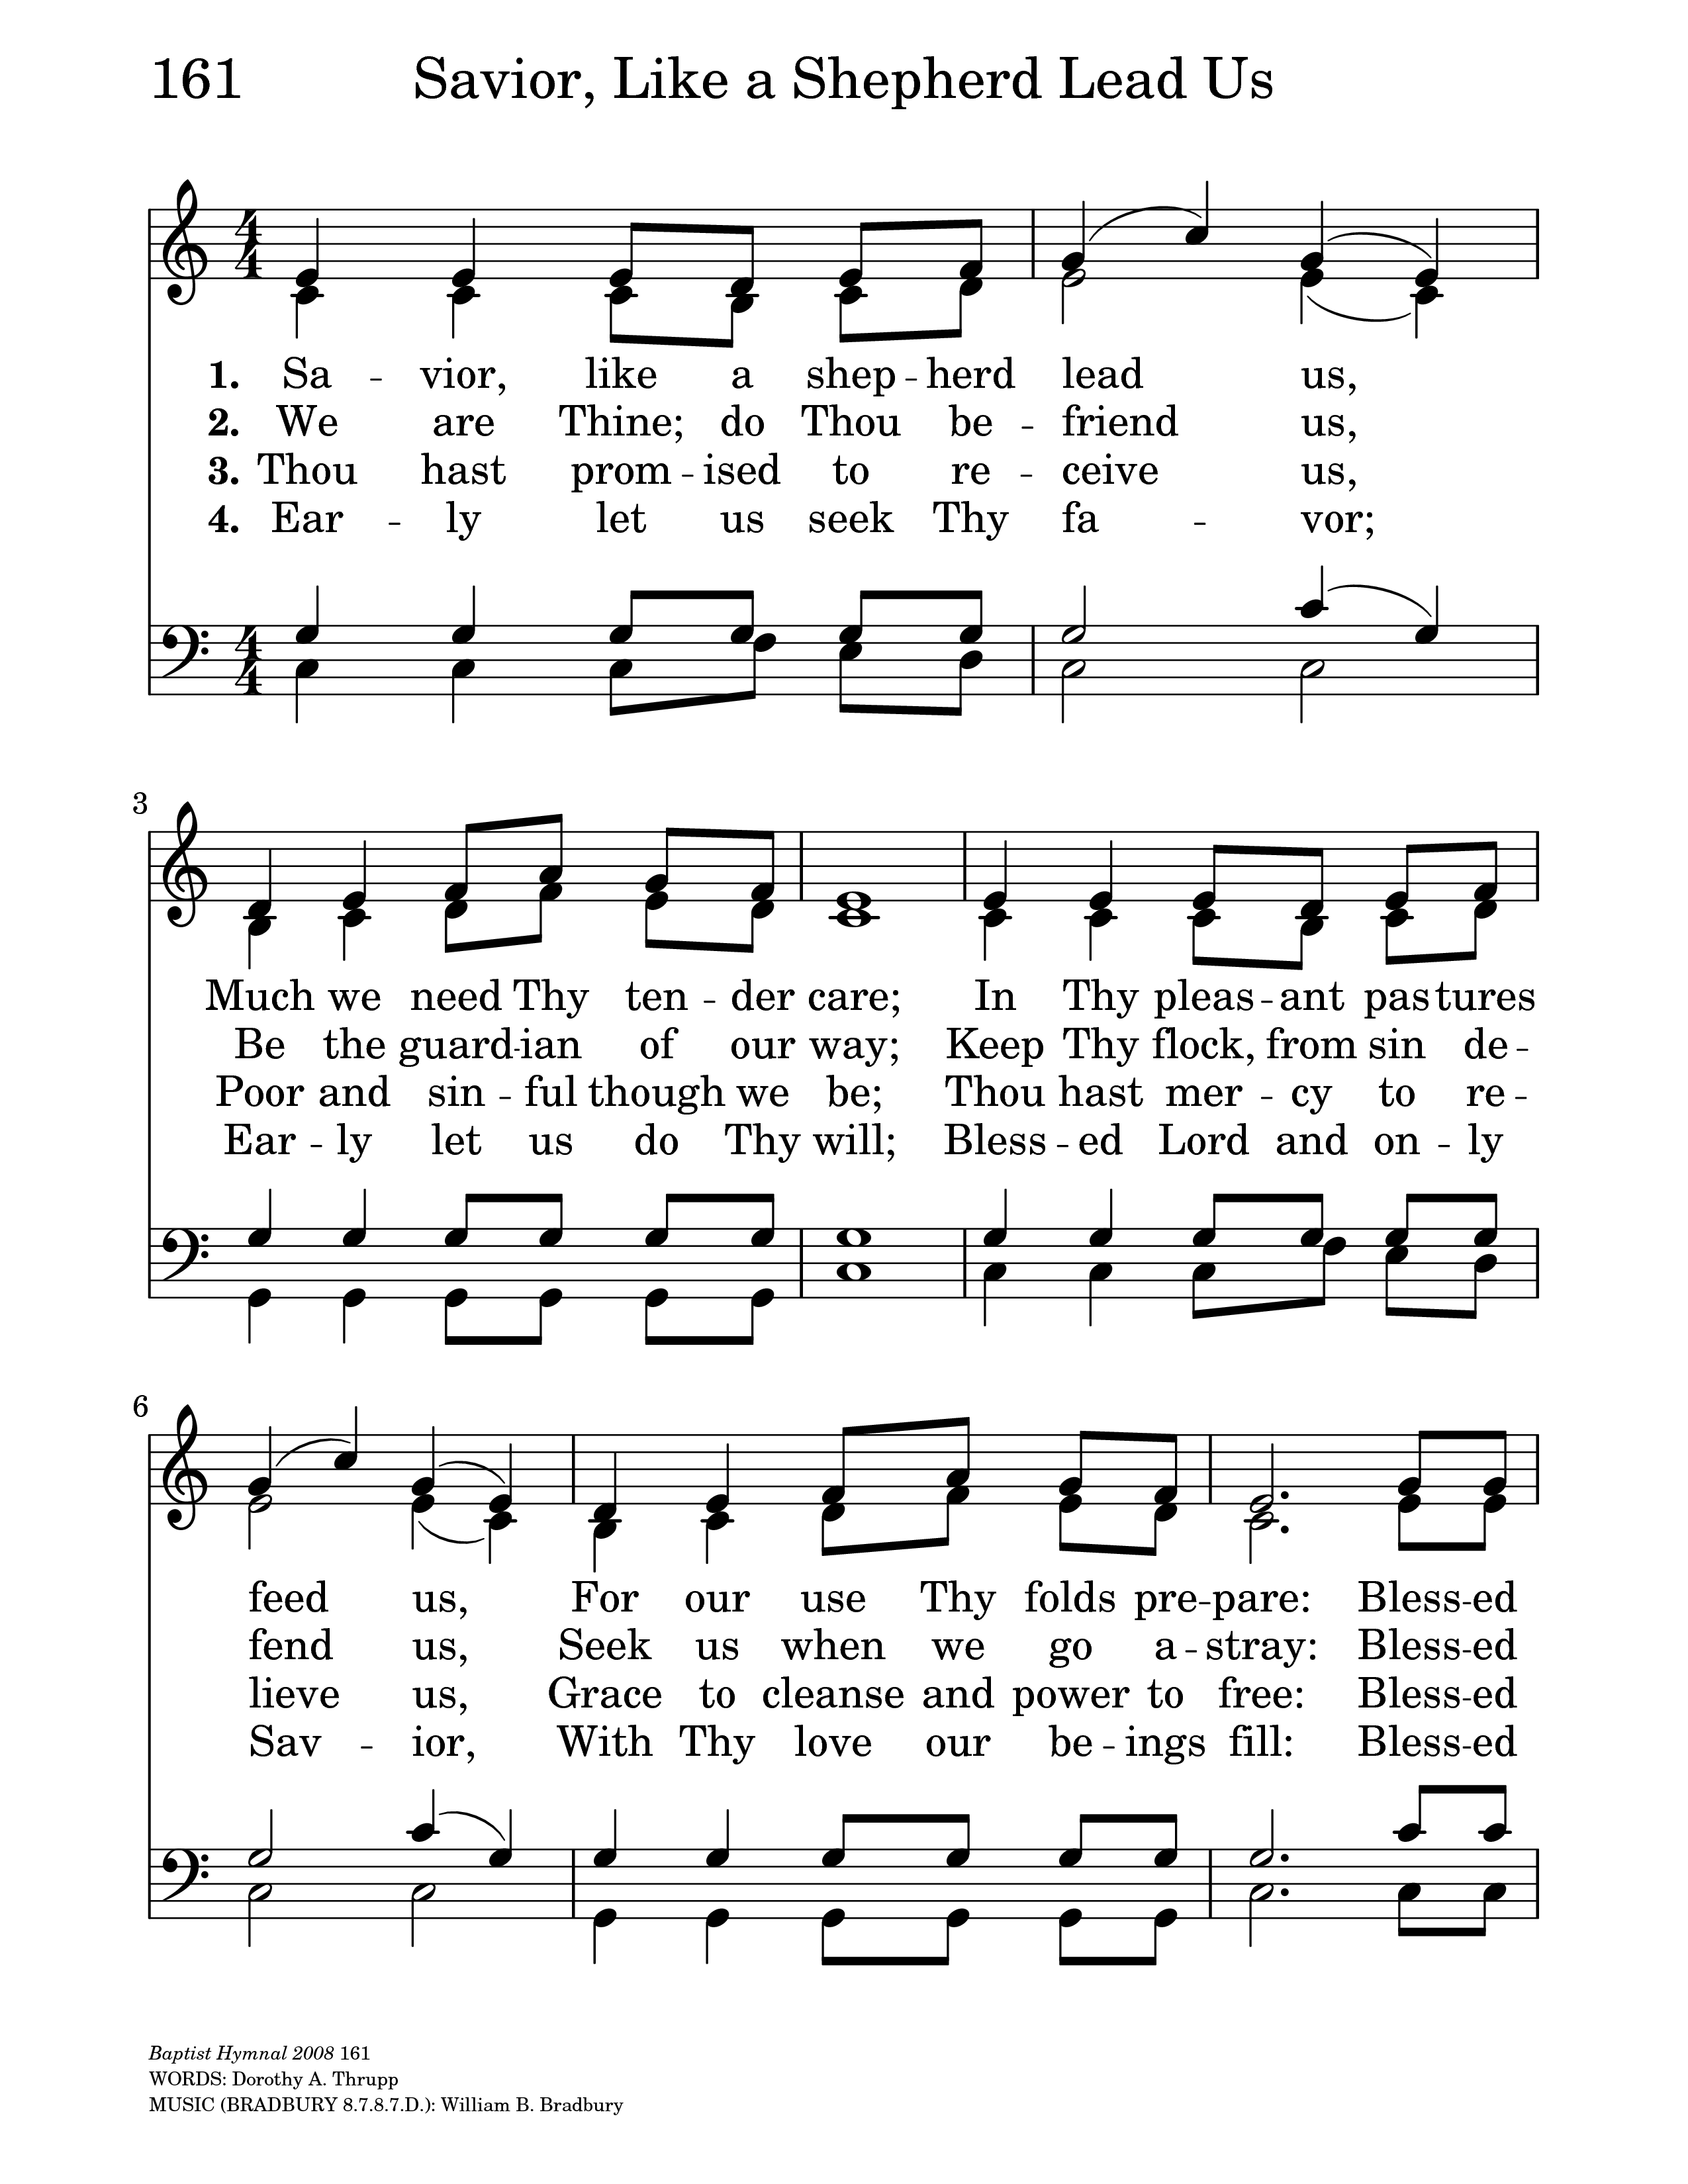 161 Savior, Like a Shepherd Lead Us
4
4
1. Sa -- vior, like a shep -- herd lead us,
2. We are Thine; do Thou be -- friend us,
3. Thou hast prom -- ised to re -- ceive us,
4. Ear -- ly let us seek Thy fa -- vor;
4
4
3
Much we need Thy ten -- der care; In Thy pleas -- ant pastures
Be the guard -- ian of our way; Keep Thy flock, from sin de --
Poor and sin -- ful though we be; Thou hast mer -- cy to re --
Ear -- ly let us do Thy will; Bless -- ed Lord and on -- ly
6
feed us, For our use Thy folds pre -- pare: Bless -- ed
fend us, Seek us when we go a -- stray: Bless -- ed
lieve us, Grace to cleanse and power to free: Bless -- ed
Sav -- ior, With Thy love our be -- ings fill: Bless -- ed
Baptist Hymnal 2008 161
WORDS: Dorothy A. Thrupp
MUSIC (BRADBURY 8.7.8.7.D.): William B. Bradbury